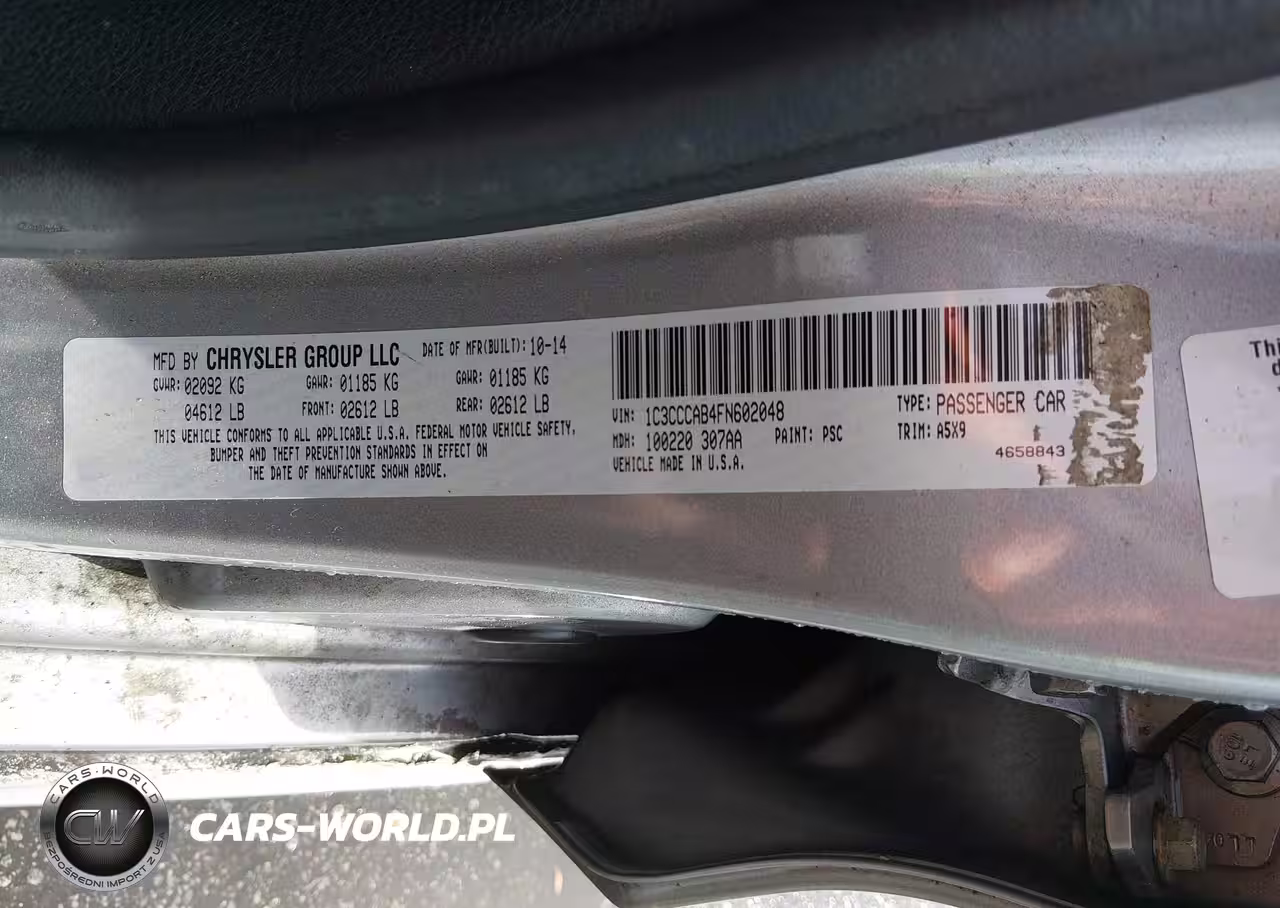 MFD BY CHRYSLER GROUP LLC DATE OF MFR(BUILT): 10-14
GVWR: 02092 KG GAWR: 01185 KG GAWR: 01185 KG
04612 LB FRONT: 02612 LB REAR: 02612 LB
THIS VEHICLE CONFORMS TO ALL APPLICABLE U.S.A. FEDERAL MOTOR VEHICLE SAFETY,
BUMPER AND THEFT PREVENTION STANDARDS IN EFFECT ON
THE DATE OF MANUFACTURE SHOWN ABOVE.
VIN: 1C3CCCAB4FN602048 TYPE: PASSENGER CAR
MDH: 100220 307AA PAINT: PSC TRIM: A5X9
VEHICLE MADE IN U.S.A. 4658843
Thi
d
CARS-WORLD
CW
BEZPOŚREDNI IMPORT Z USA
CARS-WORLD.PL
10.9